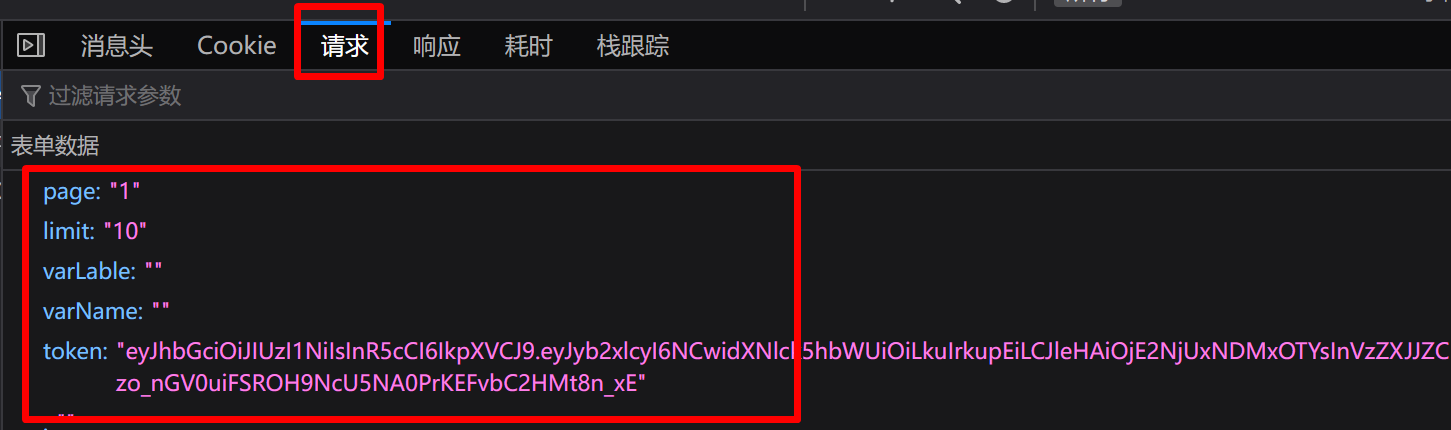 消息头 Cookie 请求 响应 耗时 栈跟踪
过滤请求参数
表单数据
page: "1"
limit: "10"
varLable: ""
varName: ""
token: "eyJhbGciOiJIUzI1NiIsInR5cCI6IkpXVCJ9.eyJyb2xlcyI6NCwidXNlck5hbWUiOiLkuIrkupEiLCJleHAiOjE2NjUxNDMxOTYsInVzZXJJZC
zo_nGV0uiFSROH9NcU5NA0PrKEFvbC2HMt8n_xE"